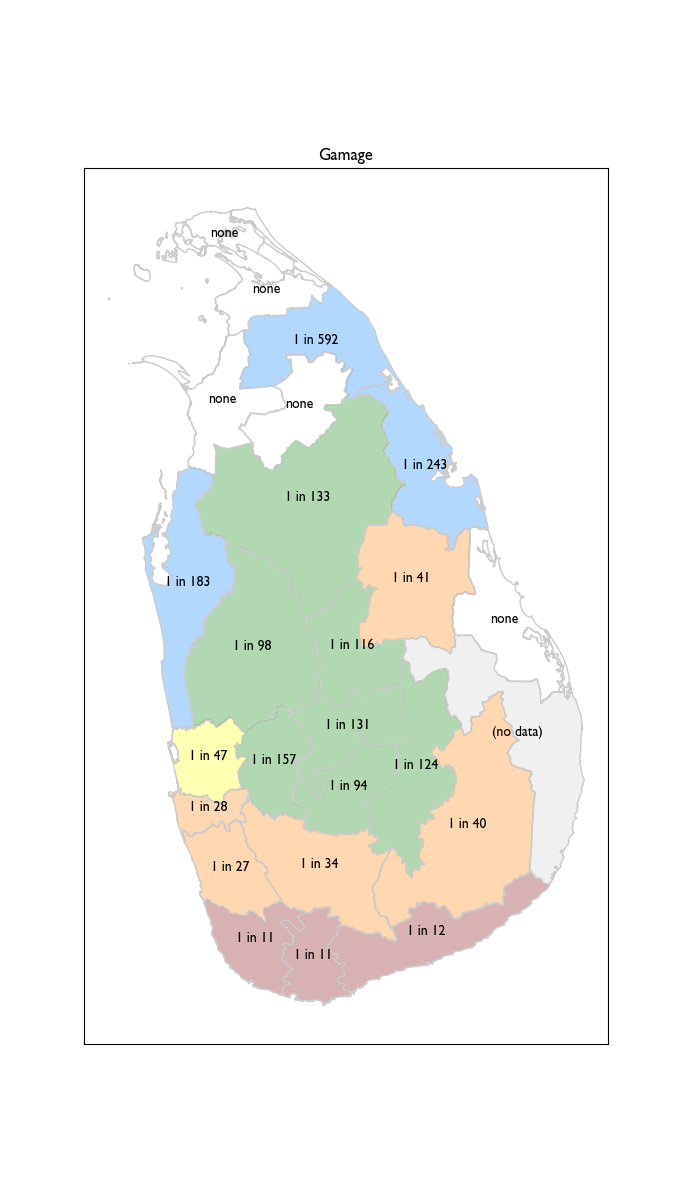 Gamage
none
none
1 in 592
none
none
1 in 243
1 in 133
1 in 183
1 in 41
none
1 in 98
1 in 116
1 in 131
(no data)
1 in 47
1 in 157
1 in 124
1 in 94
1 in 28
1 in 40
1 in 27
1 in 34
1 in 12
1 in 11
1 in 11